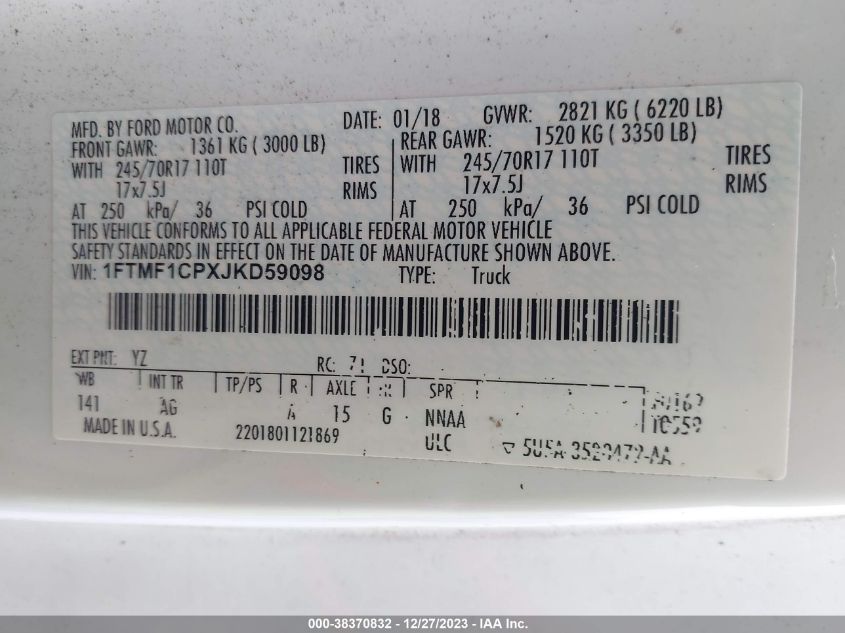 MFD. BY FORD MOTOR CO. DATE: 01/18 GVWR: 2821 KG ( 6220 LB)
FRONT GAWR: 1361 KG ( 3000 LB) REAR GAWR: 1520 KG ( 3350 LB)
WITH 245/70R17 110T TIRES WITH 245/70R17 110T TIRES
17x7.5J RIMS 17x7.5J RIMS
AT 250 kPa/ 36 PSI COLD AT 250 kPa/ 36 PSI COLD
THIS VEHICLE CONFORMS TO ALL APPLICABLE FEDERAL MOTOR VEHICLE
SAFETY STANDARDS IN EFFECT ON THE DATE OF MANUFACTURE SHOWN ABOVE.
VIN: 1FTMF1CPXJKD59098 TYPE: Truck
EXT PNT: YZ RC: 71 DSO:
WB INT TR TP/PS R AXLE SPR
141 AG A 15 G NNAA
MADE IN U.S.A. 2201801121869 ULC
000-38370832 - 12/27/2023 - IAA Inc.